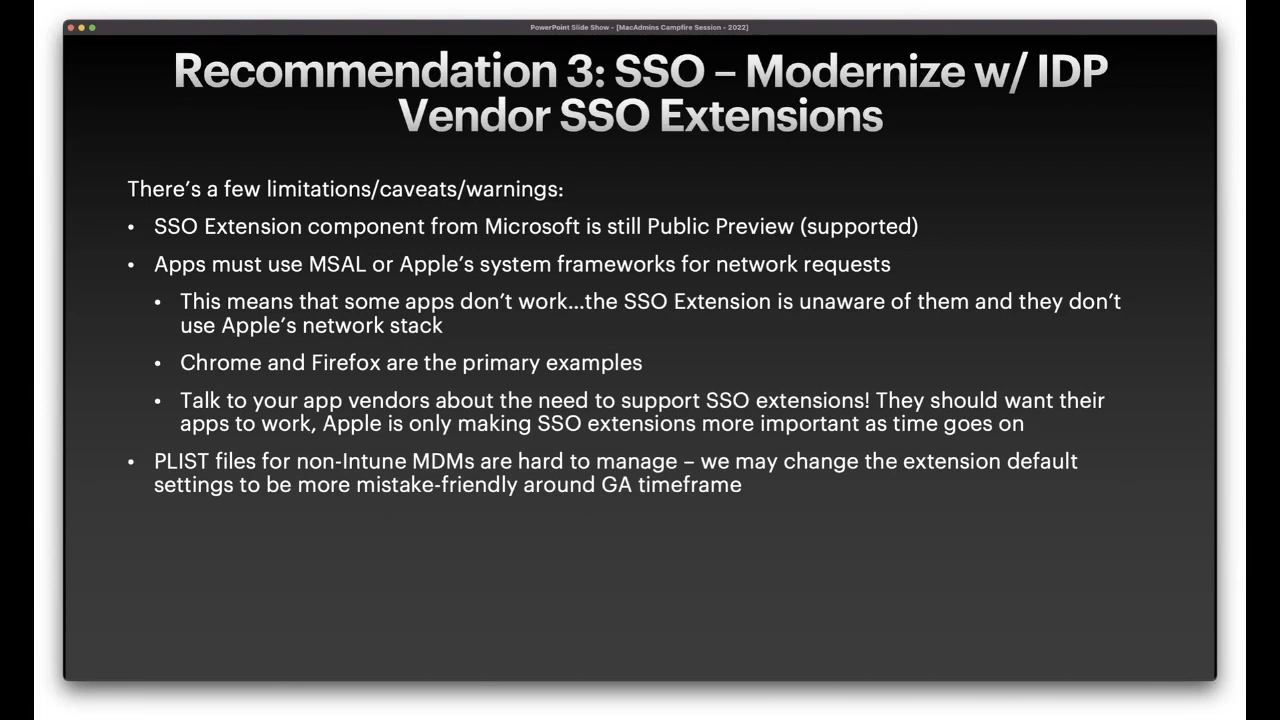 PowerPoint Slide Show - [MacAdmins Campfire Session - 2022]
Recommendation 3: SSO – Modernize w/ IDP
Vendor SSO Extensions
There's a few limitations/caveats/warnings:
• SSO Extension component from Microsoft is still Public Preview (supported)
• Apps must use MSAL or Apple's system frameworks for network requests
• This means that some apps don't work...the SSO Extension is unaware of them and they don't
use Apple's network stack
• Chrome and Firefox are the primary examples
• Talk to your app vendors about the need to support SSO extensions! They should want their
apps to work, Apple is only making SSO extensions more important as time goes on
• PLIST files for non-Intune MDMs are hard to manage – we may change the extension default
settings to be more mistake-friendly around GA timeframe